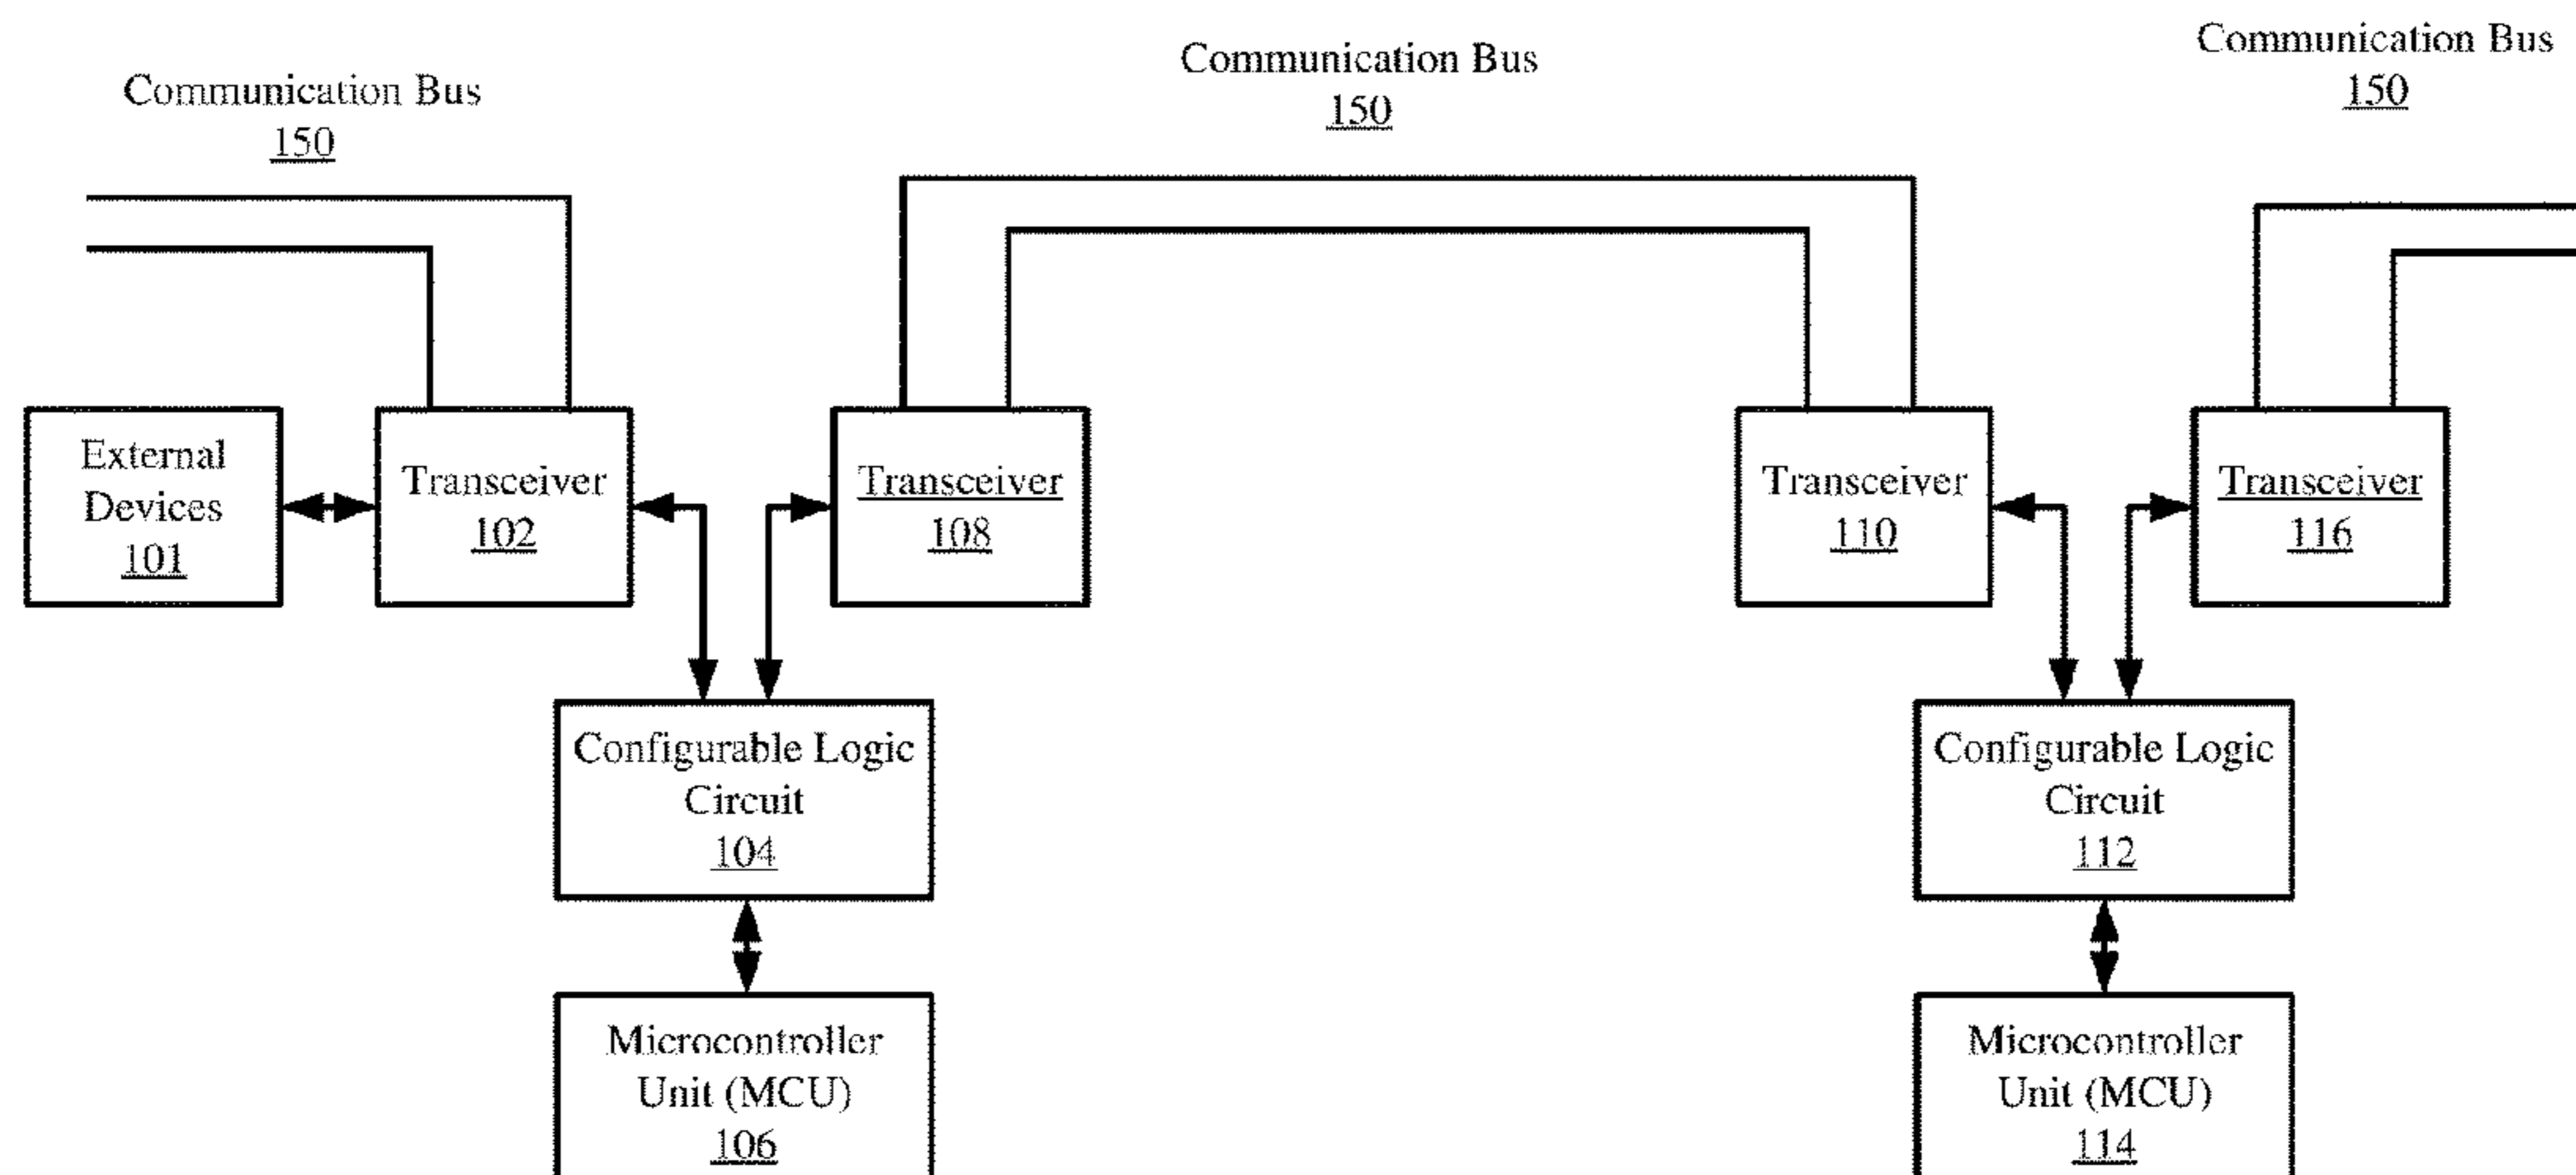 Communication Bus
150
Communication Bus
150
Communication Bus
150
External
Devices
101
Transceiver
102
Transceiver
108
Transceiver
110
Transceiver
116
Configurable Logic
Circuit
104
Configurable Logic
Circuit
112
Microcontroller
Unit (MCU)
106
Microcontroller
Unit (MCU)
114